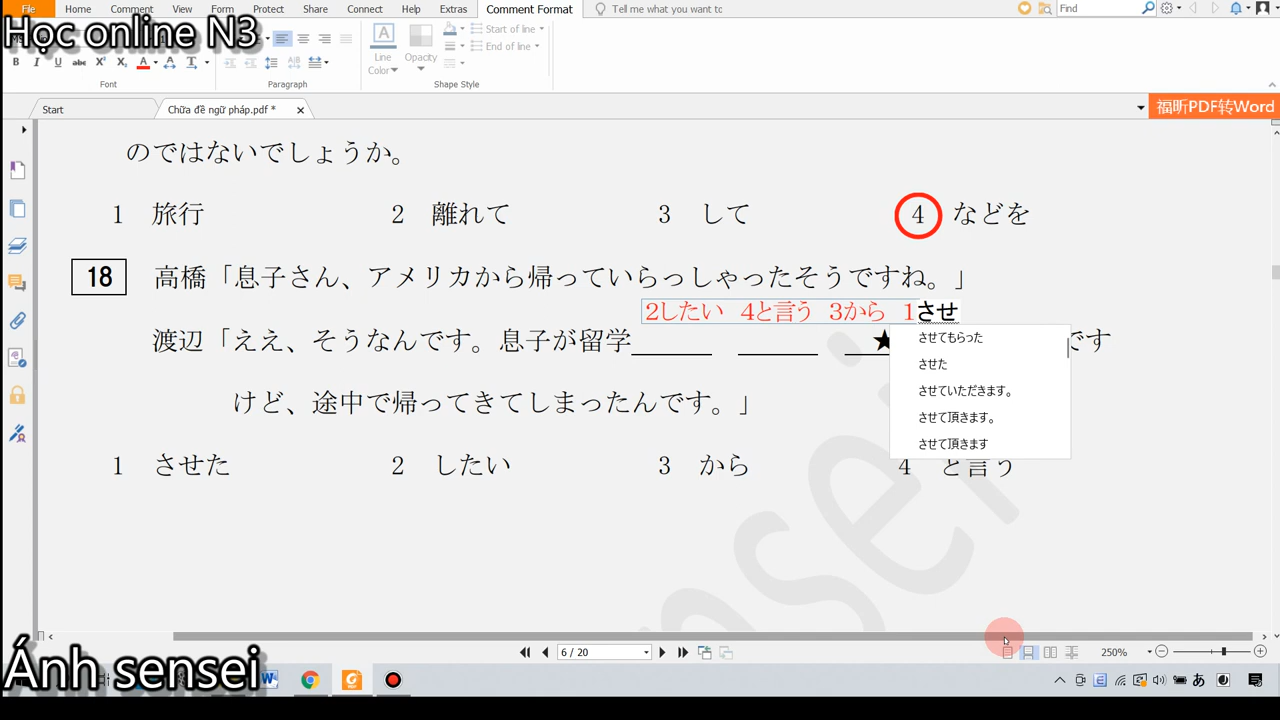 File Home Comment View Form Protect Share Connect Help Extras Comment Format Tell me what you want tc Find
Học online N3
Start of line
End of line
Line Color
Opacity
Font Paragraph Shape Style
Start Chữa đề ngữ pháp.pdf * 福昕PDF转Word
のではないでしょうか。
1 旅行 2 離れて 3 して 4 などを
18 高橋「息子さん、アメリカから帰っていらっしゃったそうですね。」
2したい 4と言う 3から 1させ
渡辺「ええ、そうなんです。息子が留学____ ____ __★ です
させてもらった
させた
させていただきます。
させて頂きます。
させて頂きます
けど、途中で帰ってきてしまったんです。」
1 させた 2 したい 3 から 4 と言う
nsei
6 / 20 250%
Ánh sensei